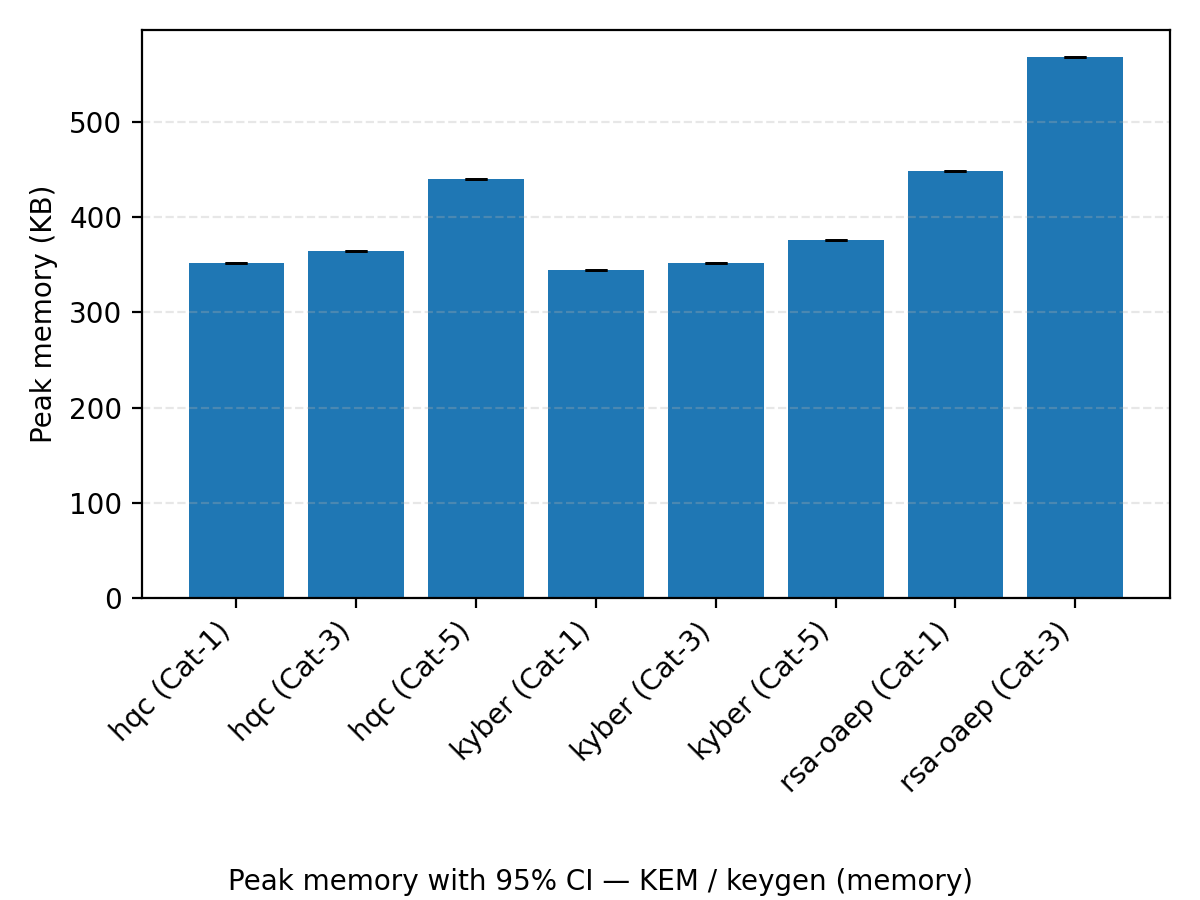 Peak memory (KB)
500
400
300
200
100
0
hqc (Cat-1)
hqc (Cat-3)
hqc (Cat-5)
kyber (Cat-1)
kyber (Cat-3)
kyber (Cat-5)
rsa-oaep (Cat-1)
rsa-oaep (Cat-3)
Peak memory with 95% CI — KEM / keygen (memory)